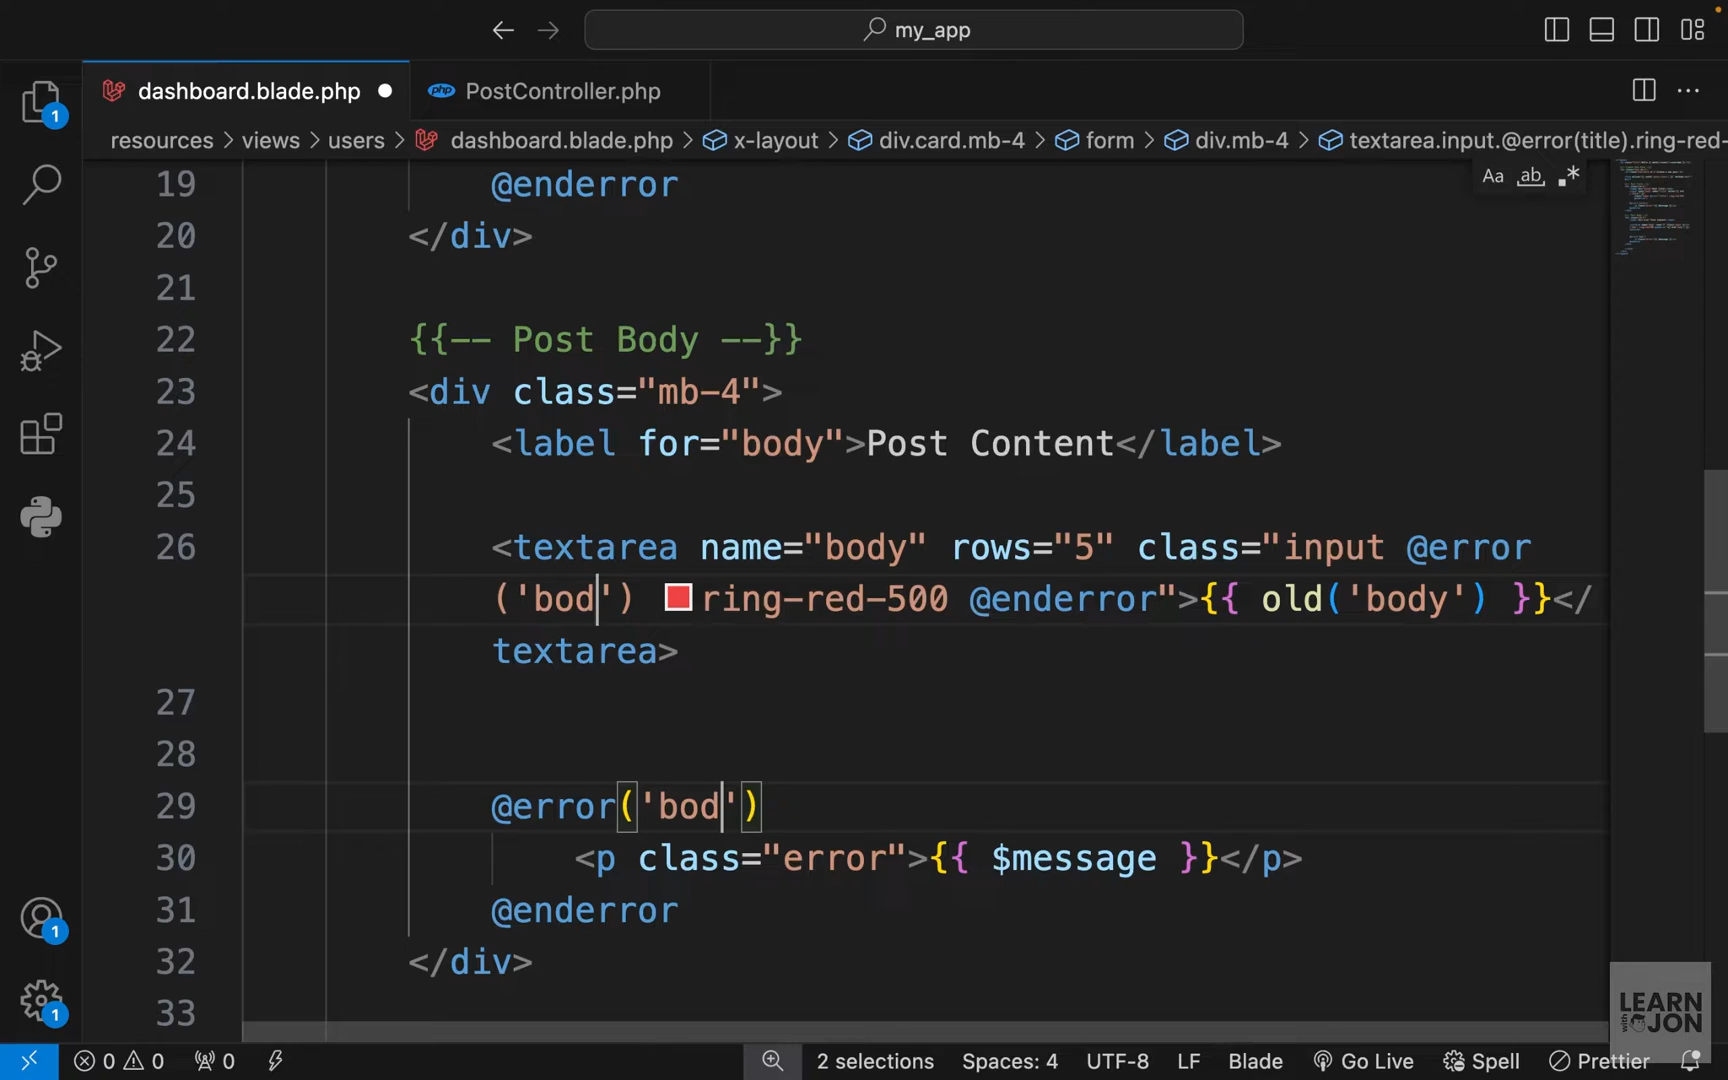 my_app
dashboard.blade.php
php PostController.php
resources > views > users > dashboard.blade.php > x-layout > div.card.mb-4 > form > div.mb-4 > textarea.input.@error(title).ring-red-
Aa ab .*
1
19 @enderror
20 </div>
21
22 {{-- Post Body --}}
23 <div class="mb-4">
24 <label for="body">Post Content</label>
25
26 <textarea name="body" rows="5" class="input @error
('bod') ring-red-500 @enderror">{{ old('body') }}</
textarea>
27
28
29 @error('bod')
30 <p class="error">{{ $message }}</p>
31 @enderror
32 </div>
33
1
1
LEARN
with JON
0 0 0 2 selections Spaces: 4 UTF-8 LF Blade Go Live Spell Prettier